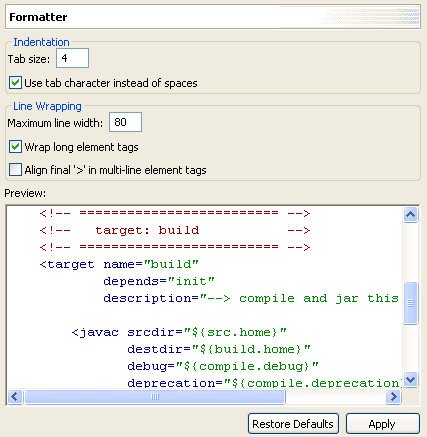 Formatter
Indentation
Tab size: 4
Use tab character instead of spaces
Line Wrapping
Maximum line width: 80
Wrap long element tags
Align final '>' in multi-line element tags
Preview:
<!-- ========================= -->
<!--   target: build           -->
<!-- ========================= -->
<target name="build"
        depends="init"
        description="--> compile and jar this
    <javac srcdir="${src.home}"
           destdir="${build.home}"
           debug="${compile.debug}"
           deprecation="${compile.deprecation}
Restore Defaults Apply